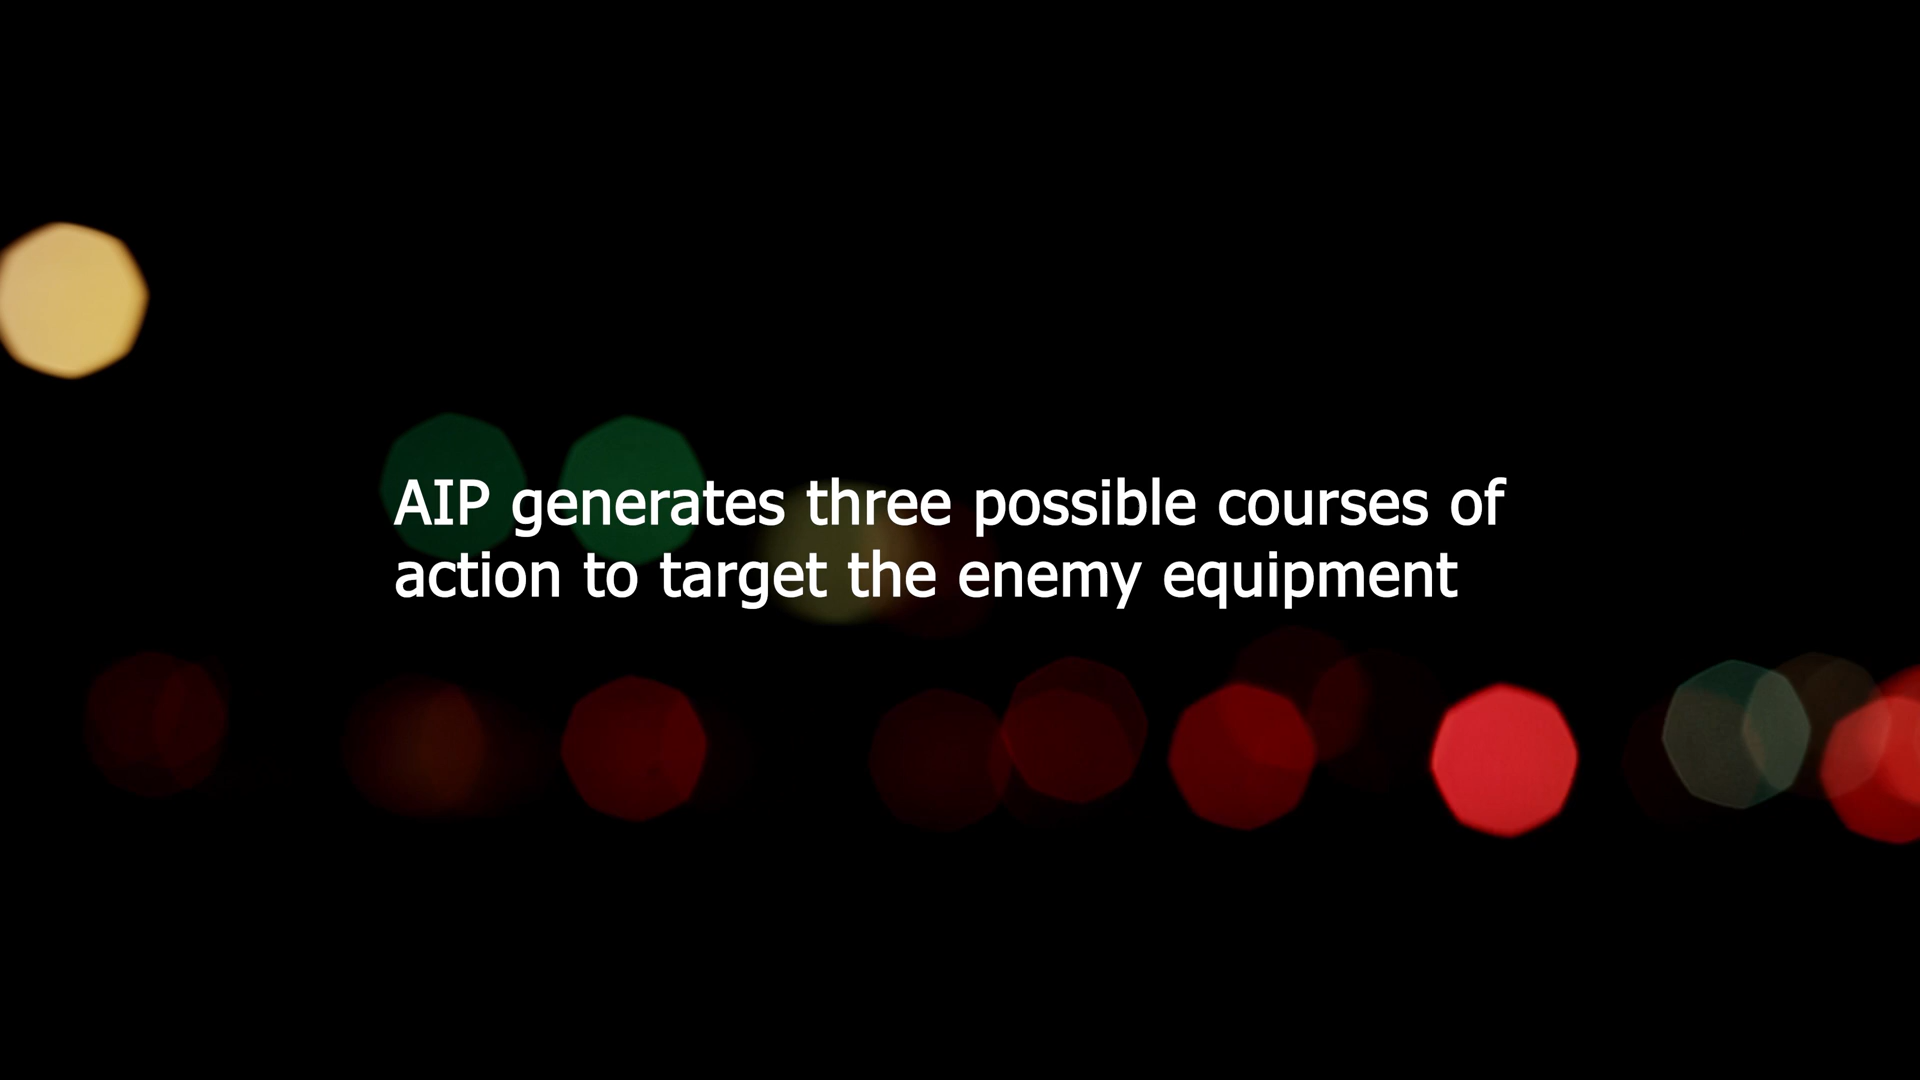 AIP generates three possible courses of
action to target the enemy equipment